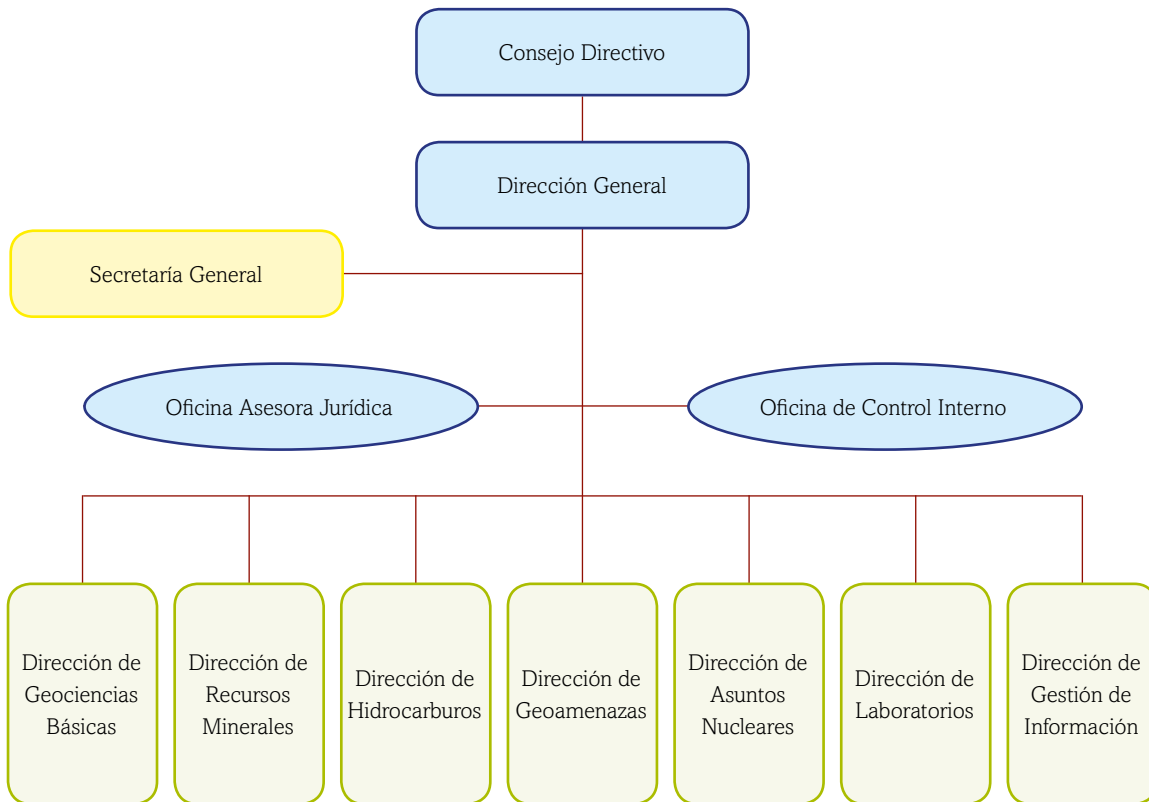 Consejo Directivo
Dirección General
Secretaría General
Oficina Asesora Jurídica
Oficina de Control Interno
Dirección de
Geociencias
Básicas
Dirección de
Recursos
Minerales
Dirección de
Hidrocarburos
Dirección de
Geoamenazas
Dirección de
Asuntos
Nucleares
Dirección de
Laboratorios
Dirección de
Gestión de
Información